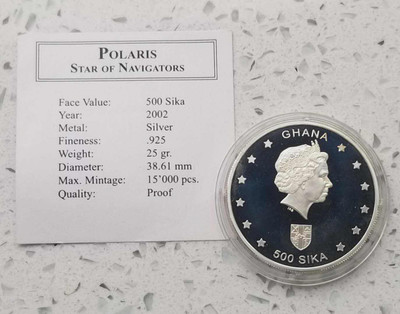 POLARIS
STAR OF NAVIGATORS
Face Value: 500 Sika
Year: 2002
Metal: Silver
Fineness: .925
Weight: 25 gr.
Diameter: 38.61 mm
Max. Mintage: 15'000 pcs.
Quality: Proof
GHANA
500 SIKA